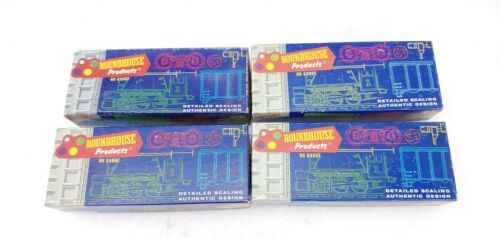 ROUNDHOUSE
Products
HO GAUGE
DETAILED SCALING
AUTHENTIC DESIGN
ROUNDHOUSE
Products
HO GAUGE
DETAILED SCALING
AUTHENTIC DESIGN
ROUNDHOUSE
Products
HO GAUGE
DETAILED SCALING
AUTHENTIC DESIGN
ROUNDHOUSE
Products
HO GAUGE
DETAILED SCALING
AUTHENTIC DESIGN